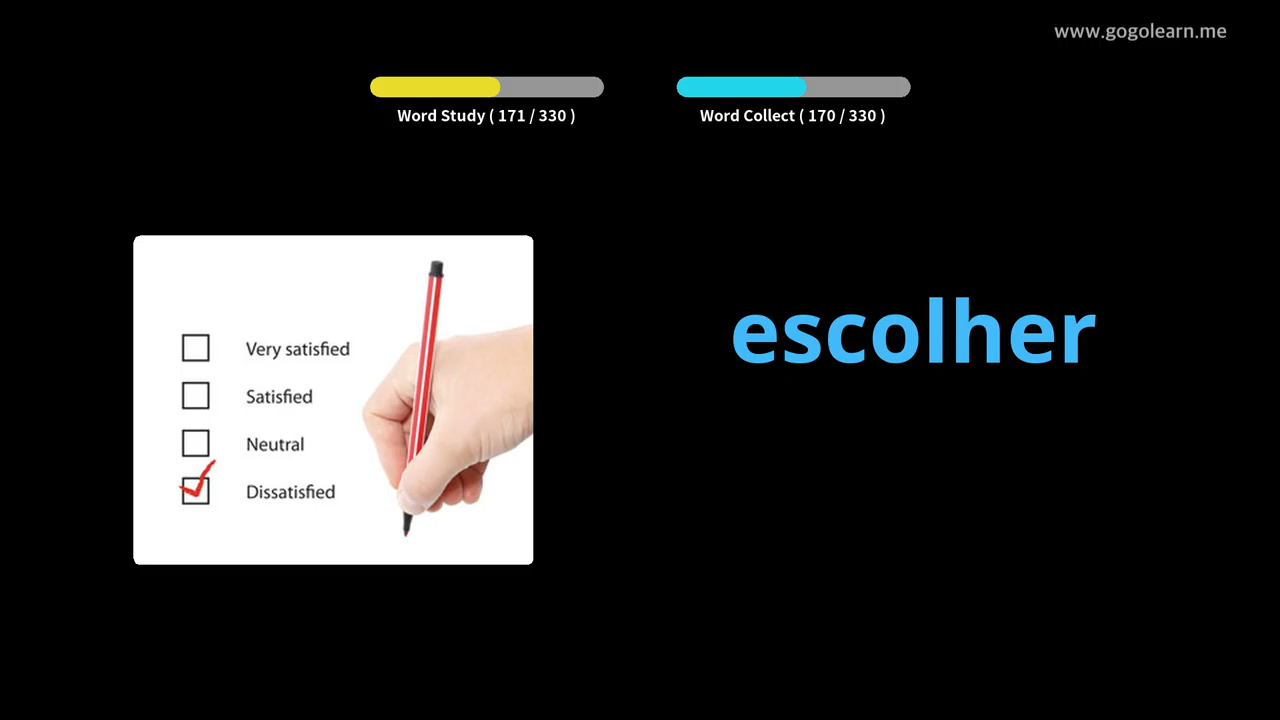 www.gogolearn.me
Word Study ( 171 / 330 )
Word Collect ( 170 / 330 )
Very satisfied
Satisfied
Neutral
Dissatisfied
escolher